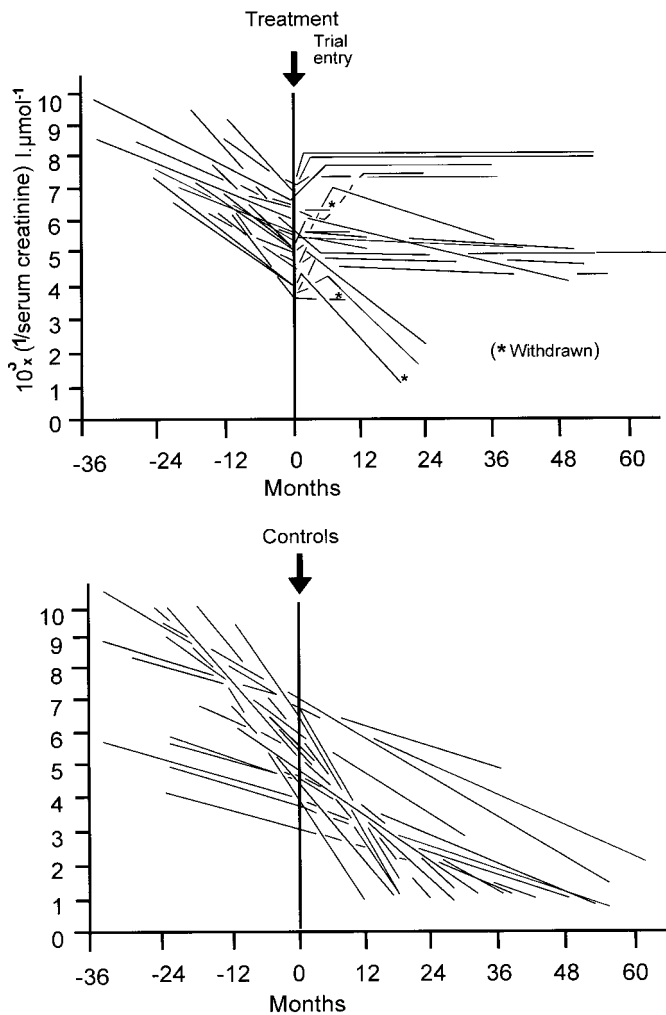 Treatment
Trial
entry
10³x (¹/serum creatinine) l.µmol⁻¹
10
9
8
7
6
5
4
3
2
1
0
*
*
*
(* Withdrawn)
-36 -24 -12 0 12 24 36 48 60
Months
Controls
10
9
8
7
6
5
4
3
2
1
0
-36 -24 -12 0 12 24 36 48 60
Months